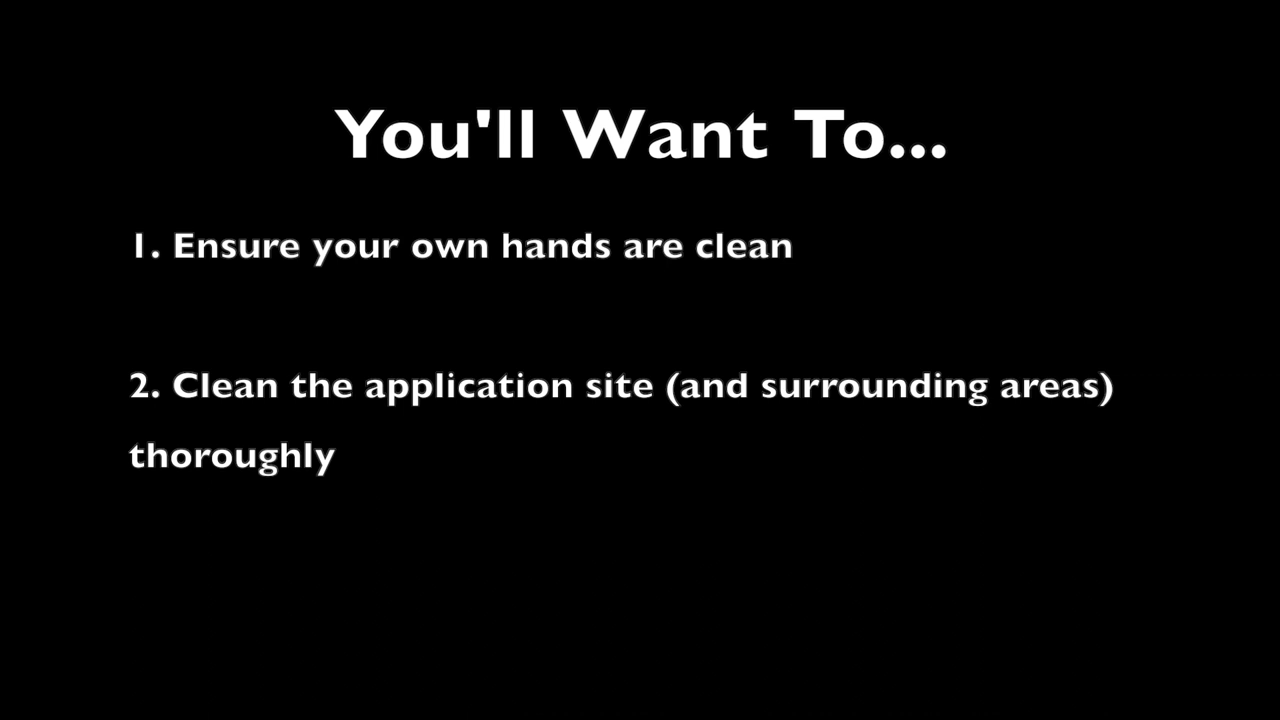 You'll Want To...
1. Ensure your own hands are clean
2. Clean the application site (and surrounding areas)
thoroughly